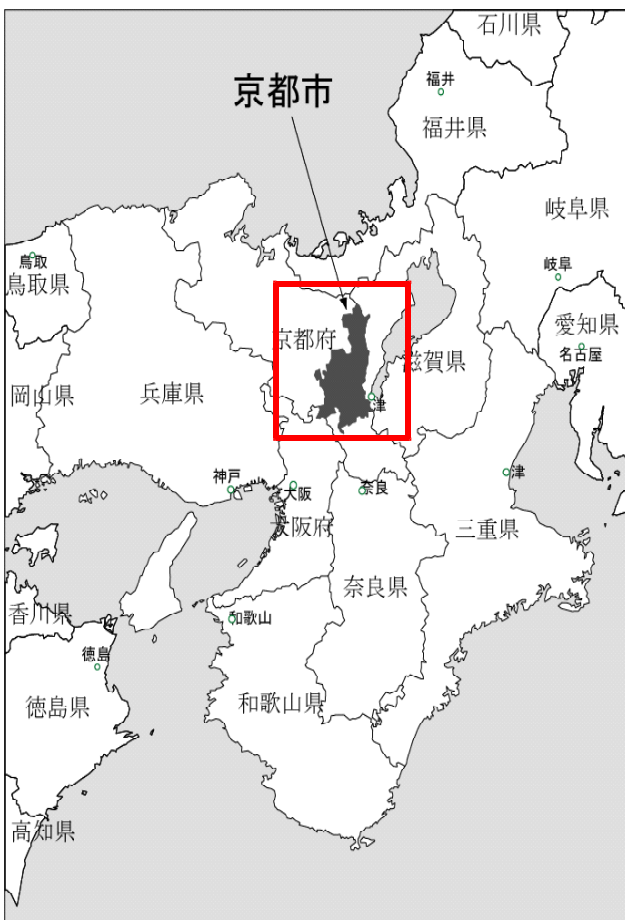 石川県
京都市
福井
福井県
岐阜県
鳥取
鳥取県
岐阜
愛知県
名古屋
京都府
滋賀県
岡山県
兵庫県
津
神戸
大阪
奈良
津
大阪府
三重県
奈良県
香川県
和歌山
徳島
徳島県
和歌山県
高知県